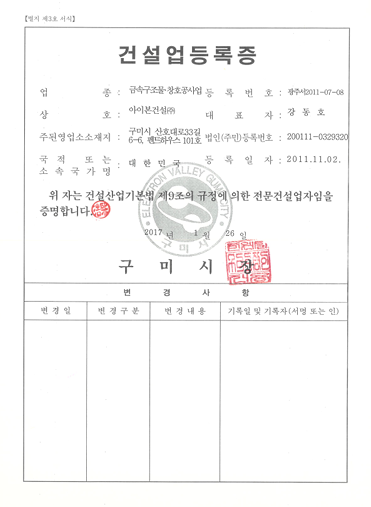 【별지 제3호 서식】
건설업등록증
업 종 : 금속구조물·창호공사업 등 록 번 호 : 광주서2011-07-08
상 호 : 아이본건설㈜ 대 표 자 : 강 동 호
주된영업소소재지 : 구미시 산호대로33길 6-6, 펜드하우스 101호 법인(주민)등록번호 : 200111-0329320
국 적 또 는 소 속 국 가 명 : 대 한 민 국 등 록 일 자 : 2011.11.02.
위 자는 건설산업기본법 제9조의 규정에 의한 전문건설업자임을
증명합니다.
ELECTRON VALLEY GUMI CITY
구미시
2017 년 1 월 26 일
구 미 시 장
변 경 사 항
변 경 일 변 경 구 분 변 경 내 용 기록일 및 기록자(서명 또는 인)